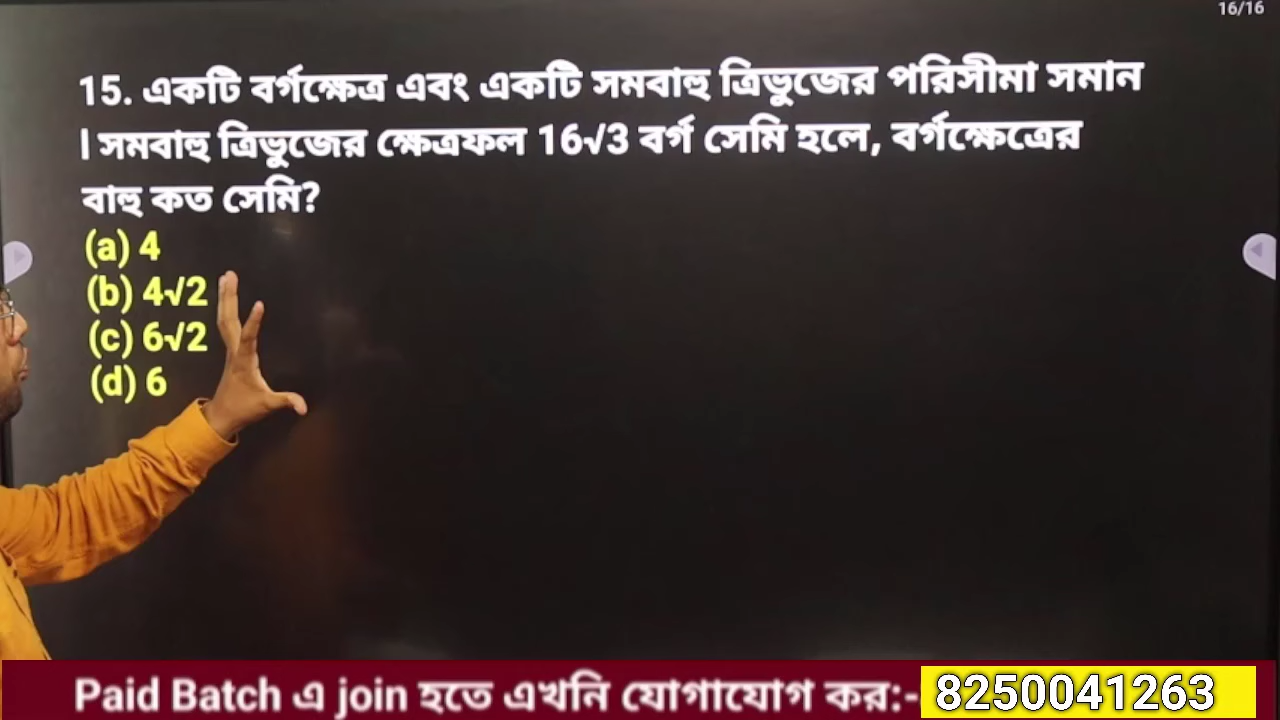 16/16
15. একটি বর্গক্ষেত্র এবং একটি সমবাহু ত্রিভুজের পরিসীমা সমান
। সমবাহু ত্রিভুজের ক্ষেত্রফল 16√3 বর্গ সেমি হলে, বর্গক্ষেত্রের
বাহু কত সেমি?
(a) 4
(b) 4√2
(c) 6√2
(d) 6
Paid Batch এ join হতে এখনি যোগাযোগ কর:- 8250041263